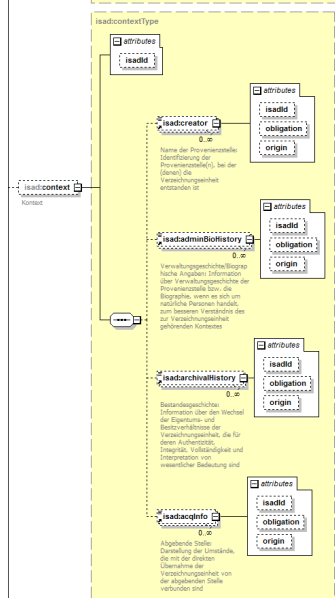 isad:contextType
attributes
isadId
isad:context
Kontext
isad:creator
0..∞
Name der Provenienzstelle:
Identifizierung der
Provenienzstelle(n), bei der
(denen) die
Verzeichnungseinheit
entstanden ist
attributes
isadId
obligation
origin
isad:adminBioHistory
0..∞
Verwaltungsgeschichte/Biograp
hische Angaben: Information
über Verwaltungsgeschichte der
Provenienzstelle bzw. die
Biographie, wenn es sich um
natürliche Personen handelt,
zum besseren Verständnis des
zur Verzeichnungseinheit
gehörenden Kontextes
attributes
isadId
obligation
origin
isad:archivalHistory
0..∞
Bestandesgeschichte:
Information über den Wechsel
der Eigentums- und
Besitzverhältnisse der
Verzeichnungseinheit, die für
deren Authentizität,
Integrität, Vollständigkeit und
Interpretation von
wesentlicher Bedeutung sind
attributes
isadId
obligation
origin
isad:acqInfo
0..∞
Abgebende Stelle:
Darstellung der Umstände,
die mit der direkten
Übernahme der
Verzeichnungseinheit von
der abgebenden Stelle
verbunden sind
attributes
isadId
obligation
origin